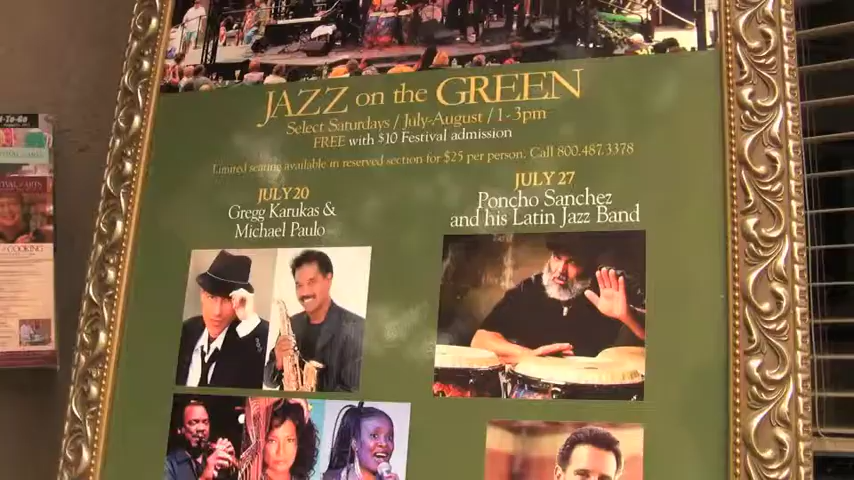 JAZZ on the GREEN
Select Saturdays / July-August / 1-3pm
FREE with $10 Festival admission
Limited seating available in reserved section for $25 per person. Call 800.487.3378
JULY 20
Gregg Karukas &
Michael Paulo
JULY 27
Poncho Sanchez
and his Latin Jazz Band